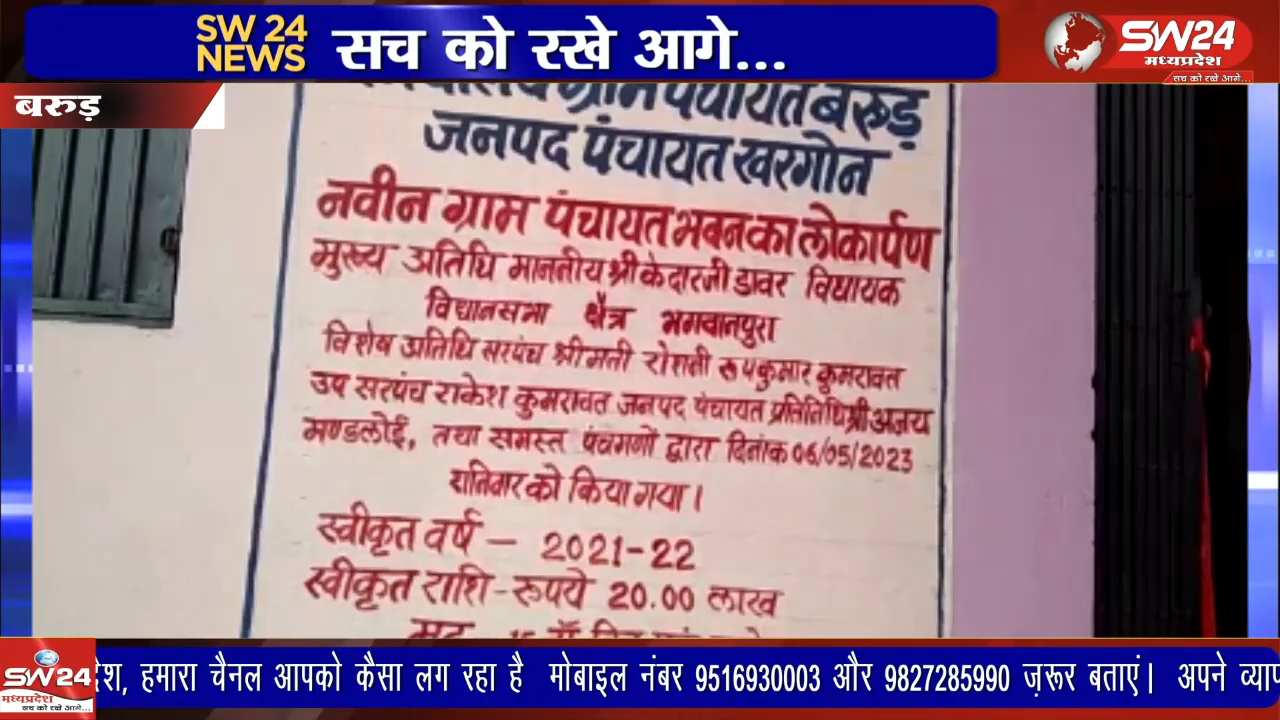 SW 24 NEWS सच को रखे आगे...
SW24
मध्यप्रदेश
सच को रखे आगे...
बरुड़
ग्राम पंचायत बरुड़
जनपद पंचायत खरगोन
नवीन ग्राम पंचायत भवन का लोकार्पण
मुख्य अतिथि माननीय श्री केदारजी डावर विधायक
विधानसभा क्षैत्र भगवानपुरा
विशेष अतिथि सरपंच श्रीमती रोशनी रूपकुमार कुमरावत
उप सरपंच राकेश कुमरावत जनपद पंचायत प्रतिनिधि श्री अजय
मण्डलोई, तथा समस्त पंचगणों द्वारा दिनांक 06/05/2023
शनिवार को किया गया।
स्वीकृत वर्ष - 2021-22
स्वीकृत राशि - रूपये 20.00 लाख
SW24
मध्यप्रदेश
सच को रखे आगे...
देश, हमारा चैनल आपको कैसा लग रहा है मोबाइल नंबर 9516930003 और 9827285990 ज़रूर बताएं। अपने व्याप